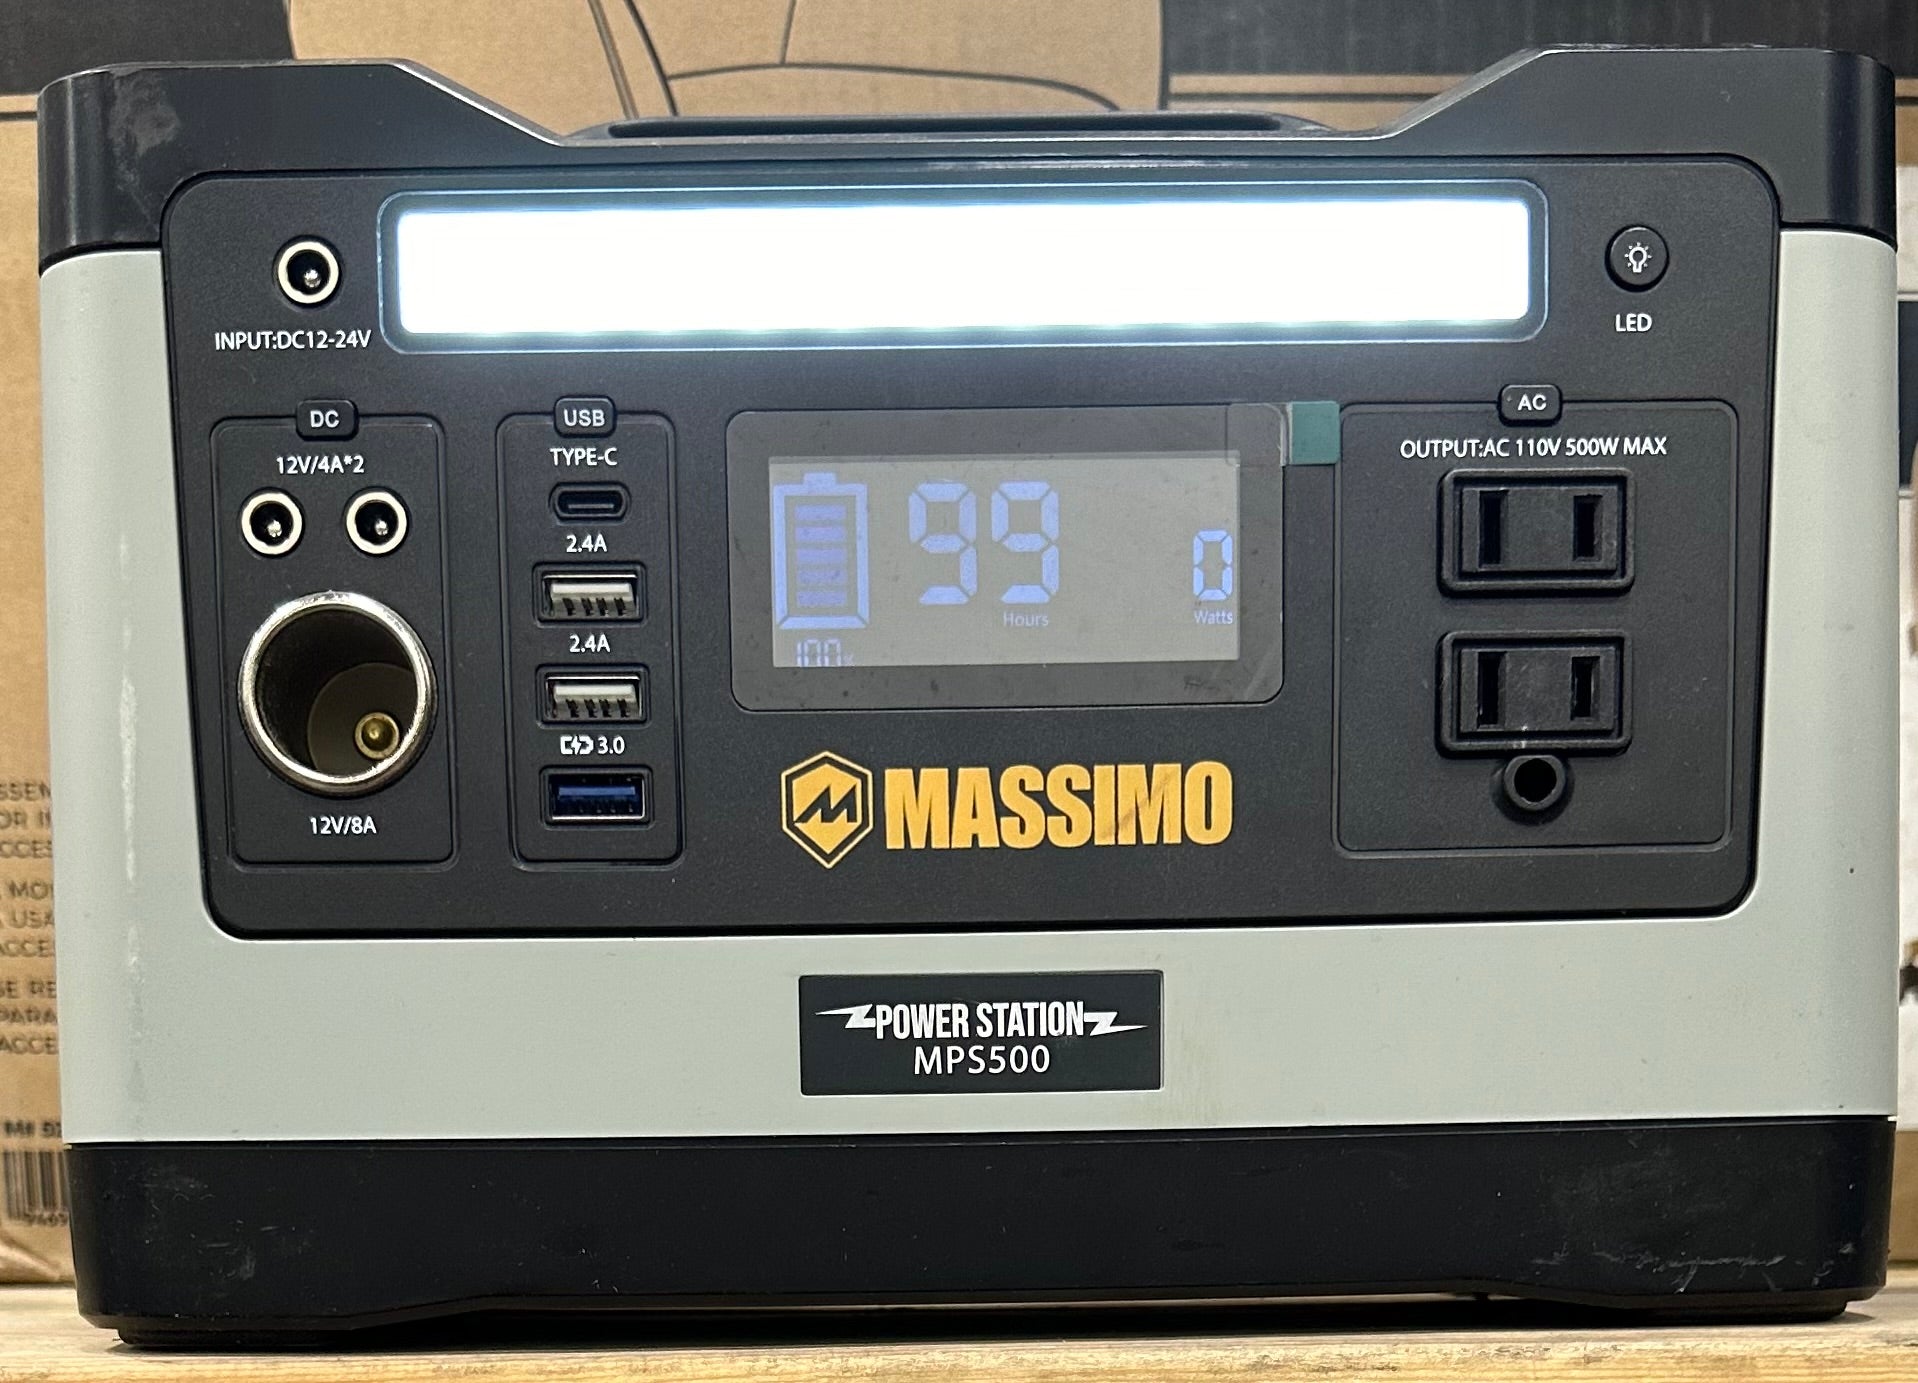 INPUT:DC12-24V
LED
DC
12V/4A*2
12V/8A
USB
TYPE-C
2.4A
2.4A
3.0
99
Hours
0
Watts
100%
AC
OUTPUT:AC 110V 500W MAX
MASSIMO
POWER STATION
MPS500